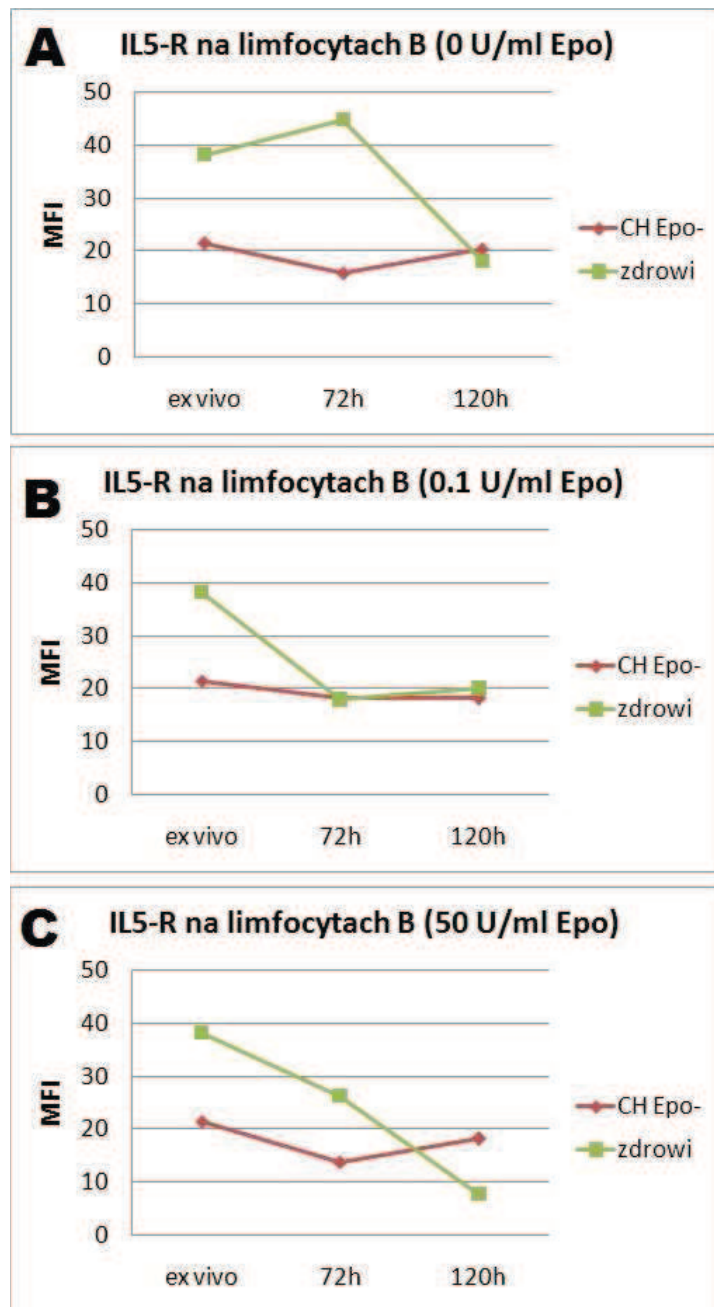 A
IL5-R na limfocytach B (0 U/ml Epo)
50
40
30
20
10
0
MFI
ex vivo 72h 120h
CH Epo-
zdrowi
B
IL5-R na limfocytach B (0.1 U/ml Epo)
50
40
30
20
10
0
MFI
ex vivo 72h 120h
CH Epo-
zdrowi
C
IL5-R na limfocytach B (50 U/ml Epo)
50
40
30
20
10
0
MFI
ex vivo 72h 120h
CH Epo-
zdrowi